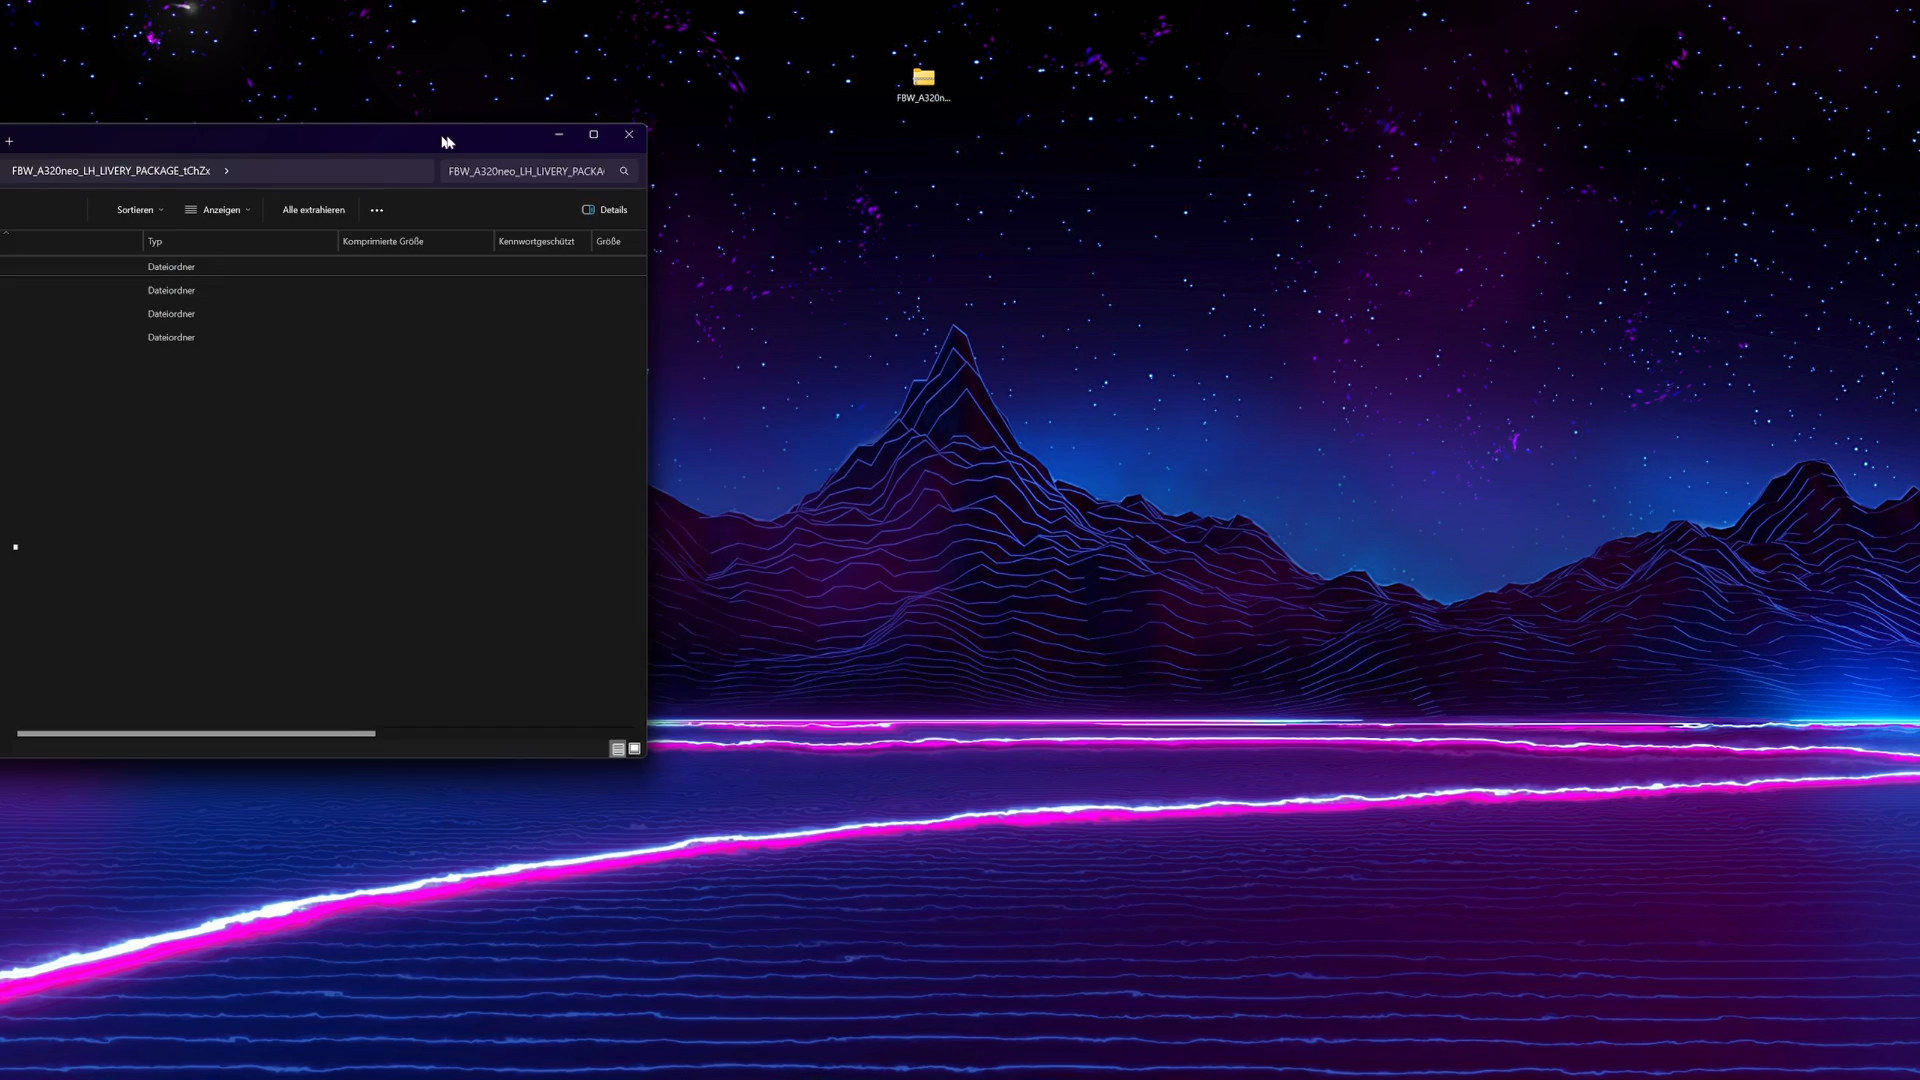 FBW_A320n...
FBW_A320neo_LH_LIVERY_PACKAGE_tChZx
FBW_A320neo_LH_LIVERY_PACKA
Sortieren
Anzeigen
Alle extrahieren
Details
Typ
Komprimierte Größe
Kennwortgeschützt
Größe
Dateiordner
Dateiordner
Dateiordner
Dateiordner